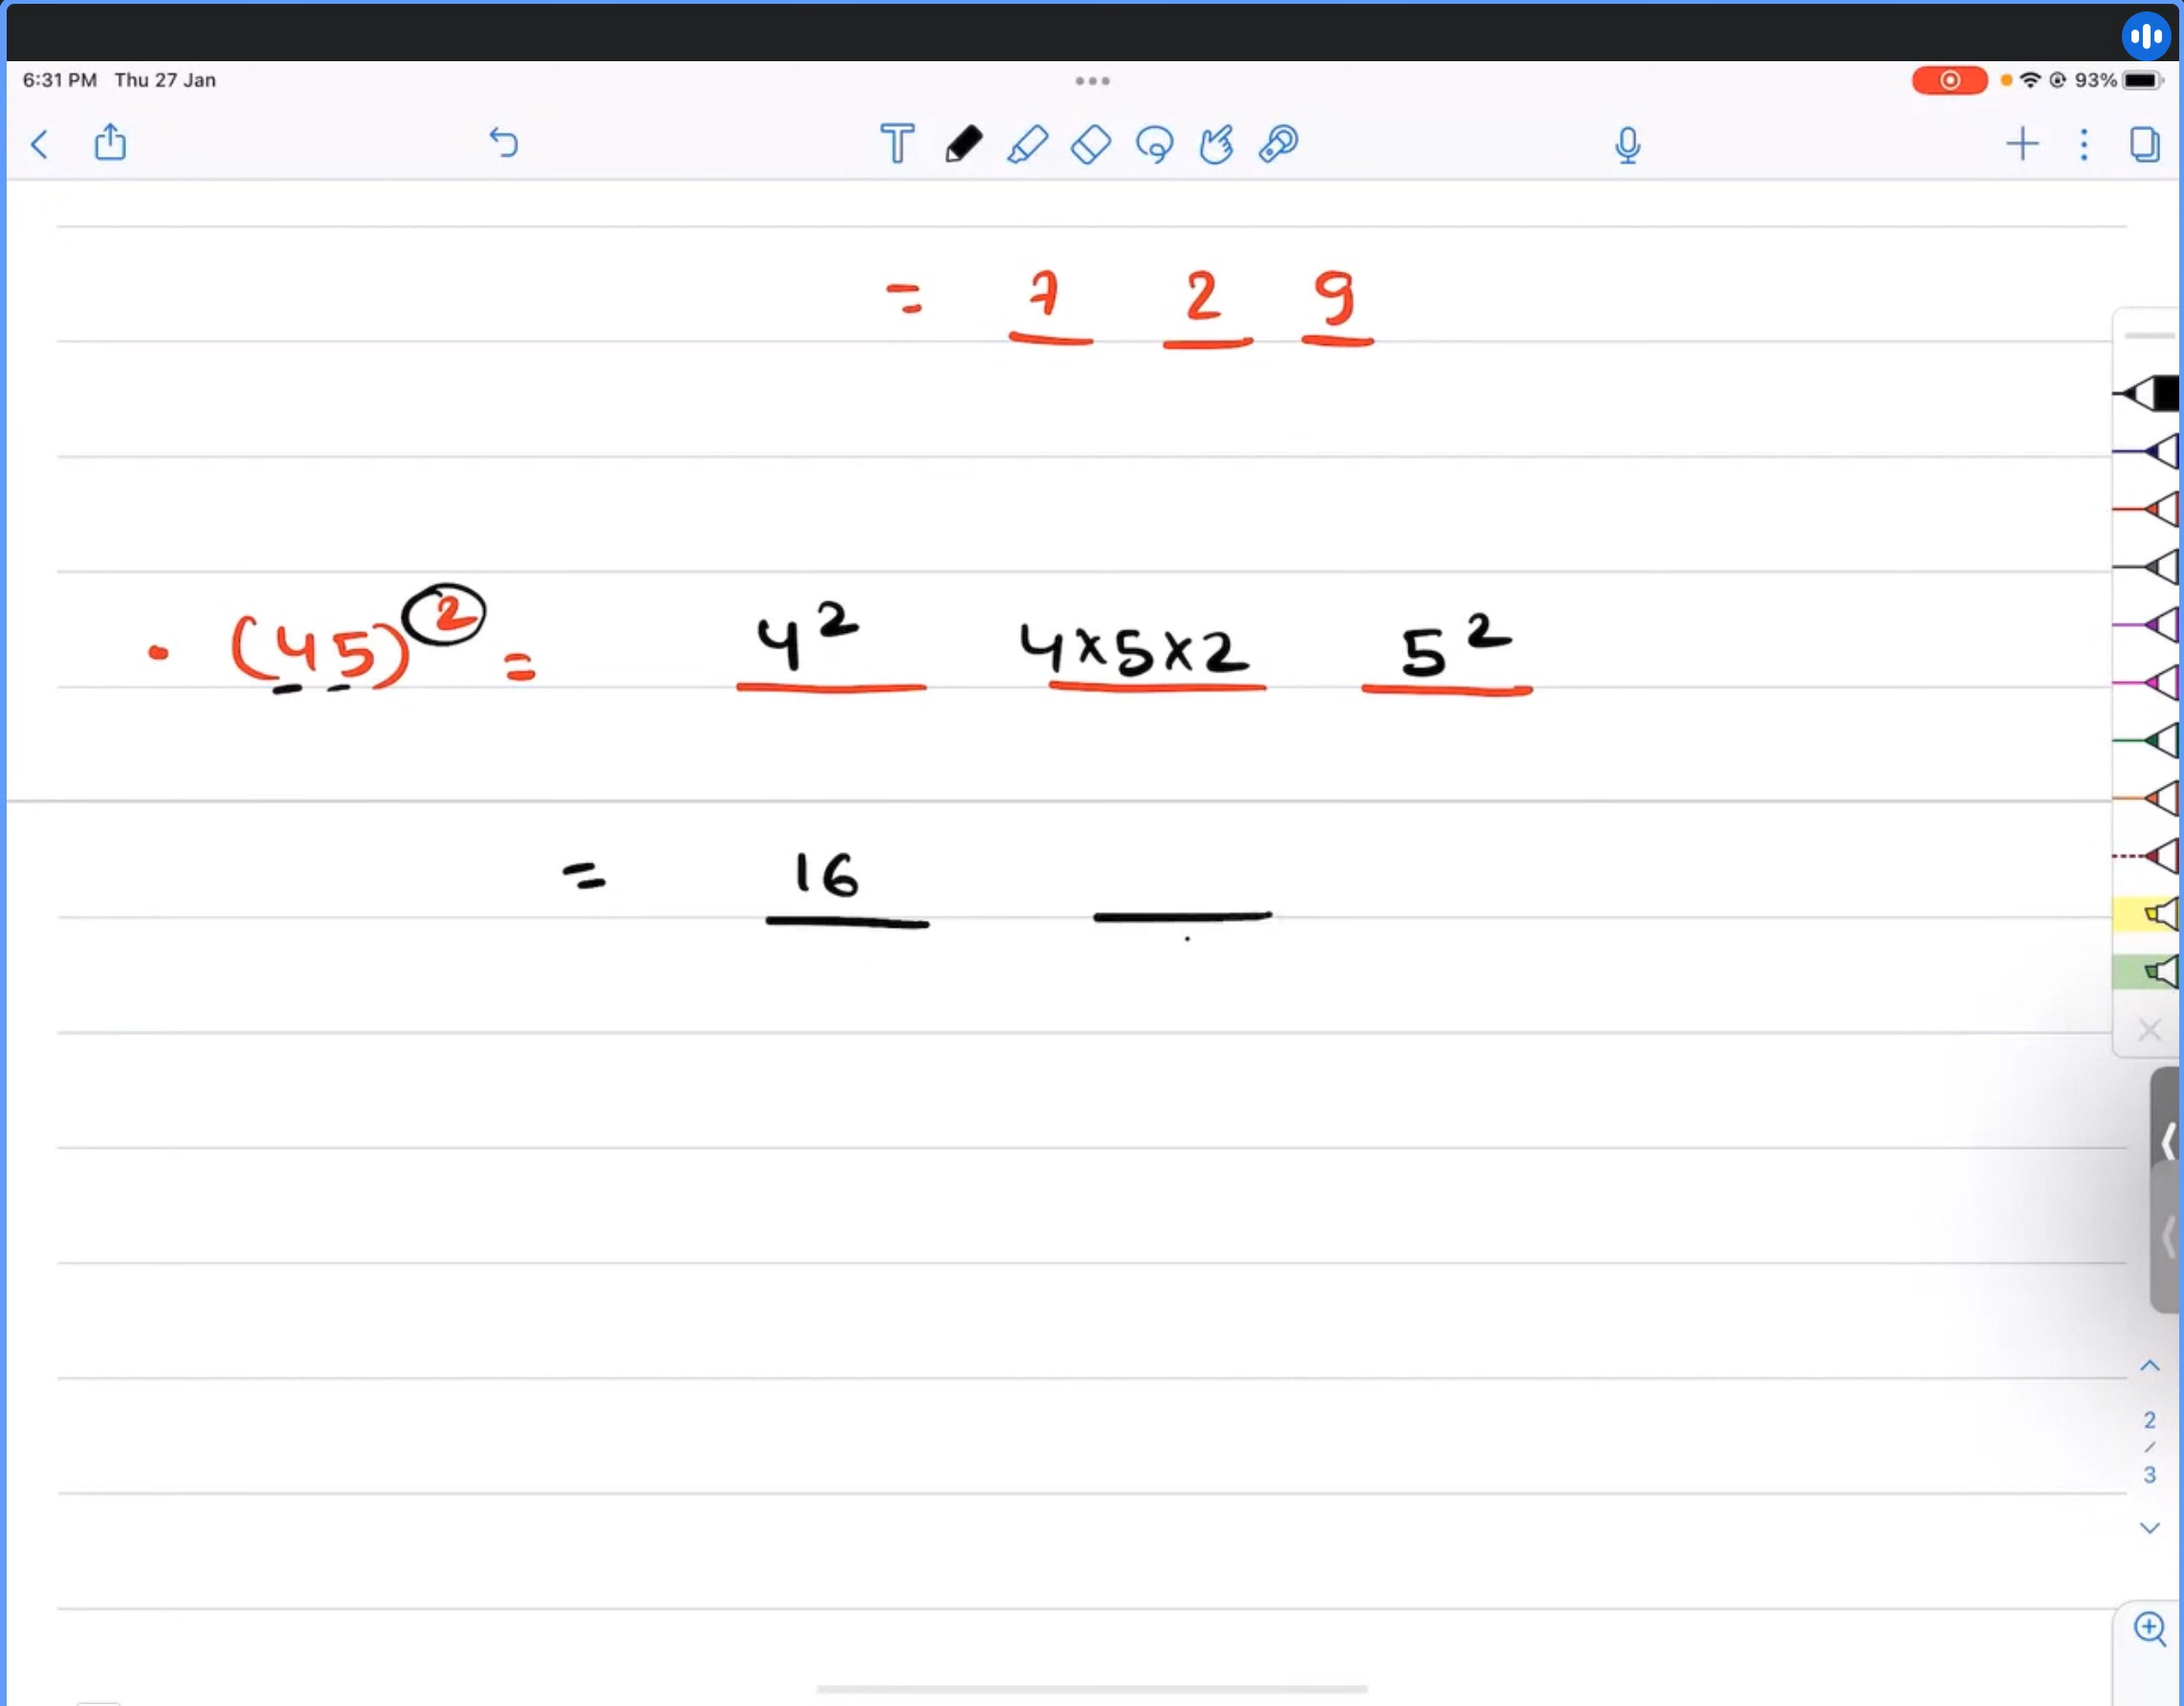 6:31 PM Thu 27 Jan 93%
= 7 2 9
. (45)² = 4² 4×5×2 5²
= 16
2
/
3